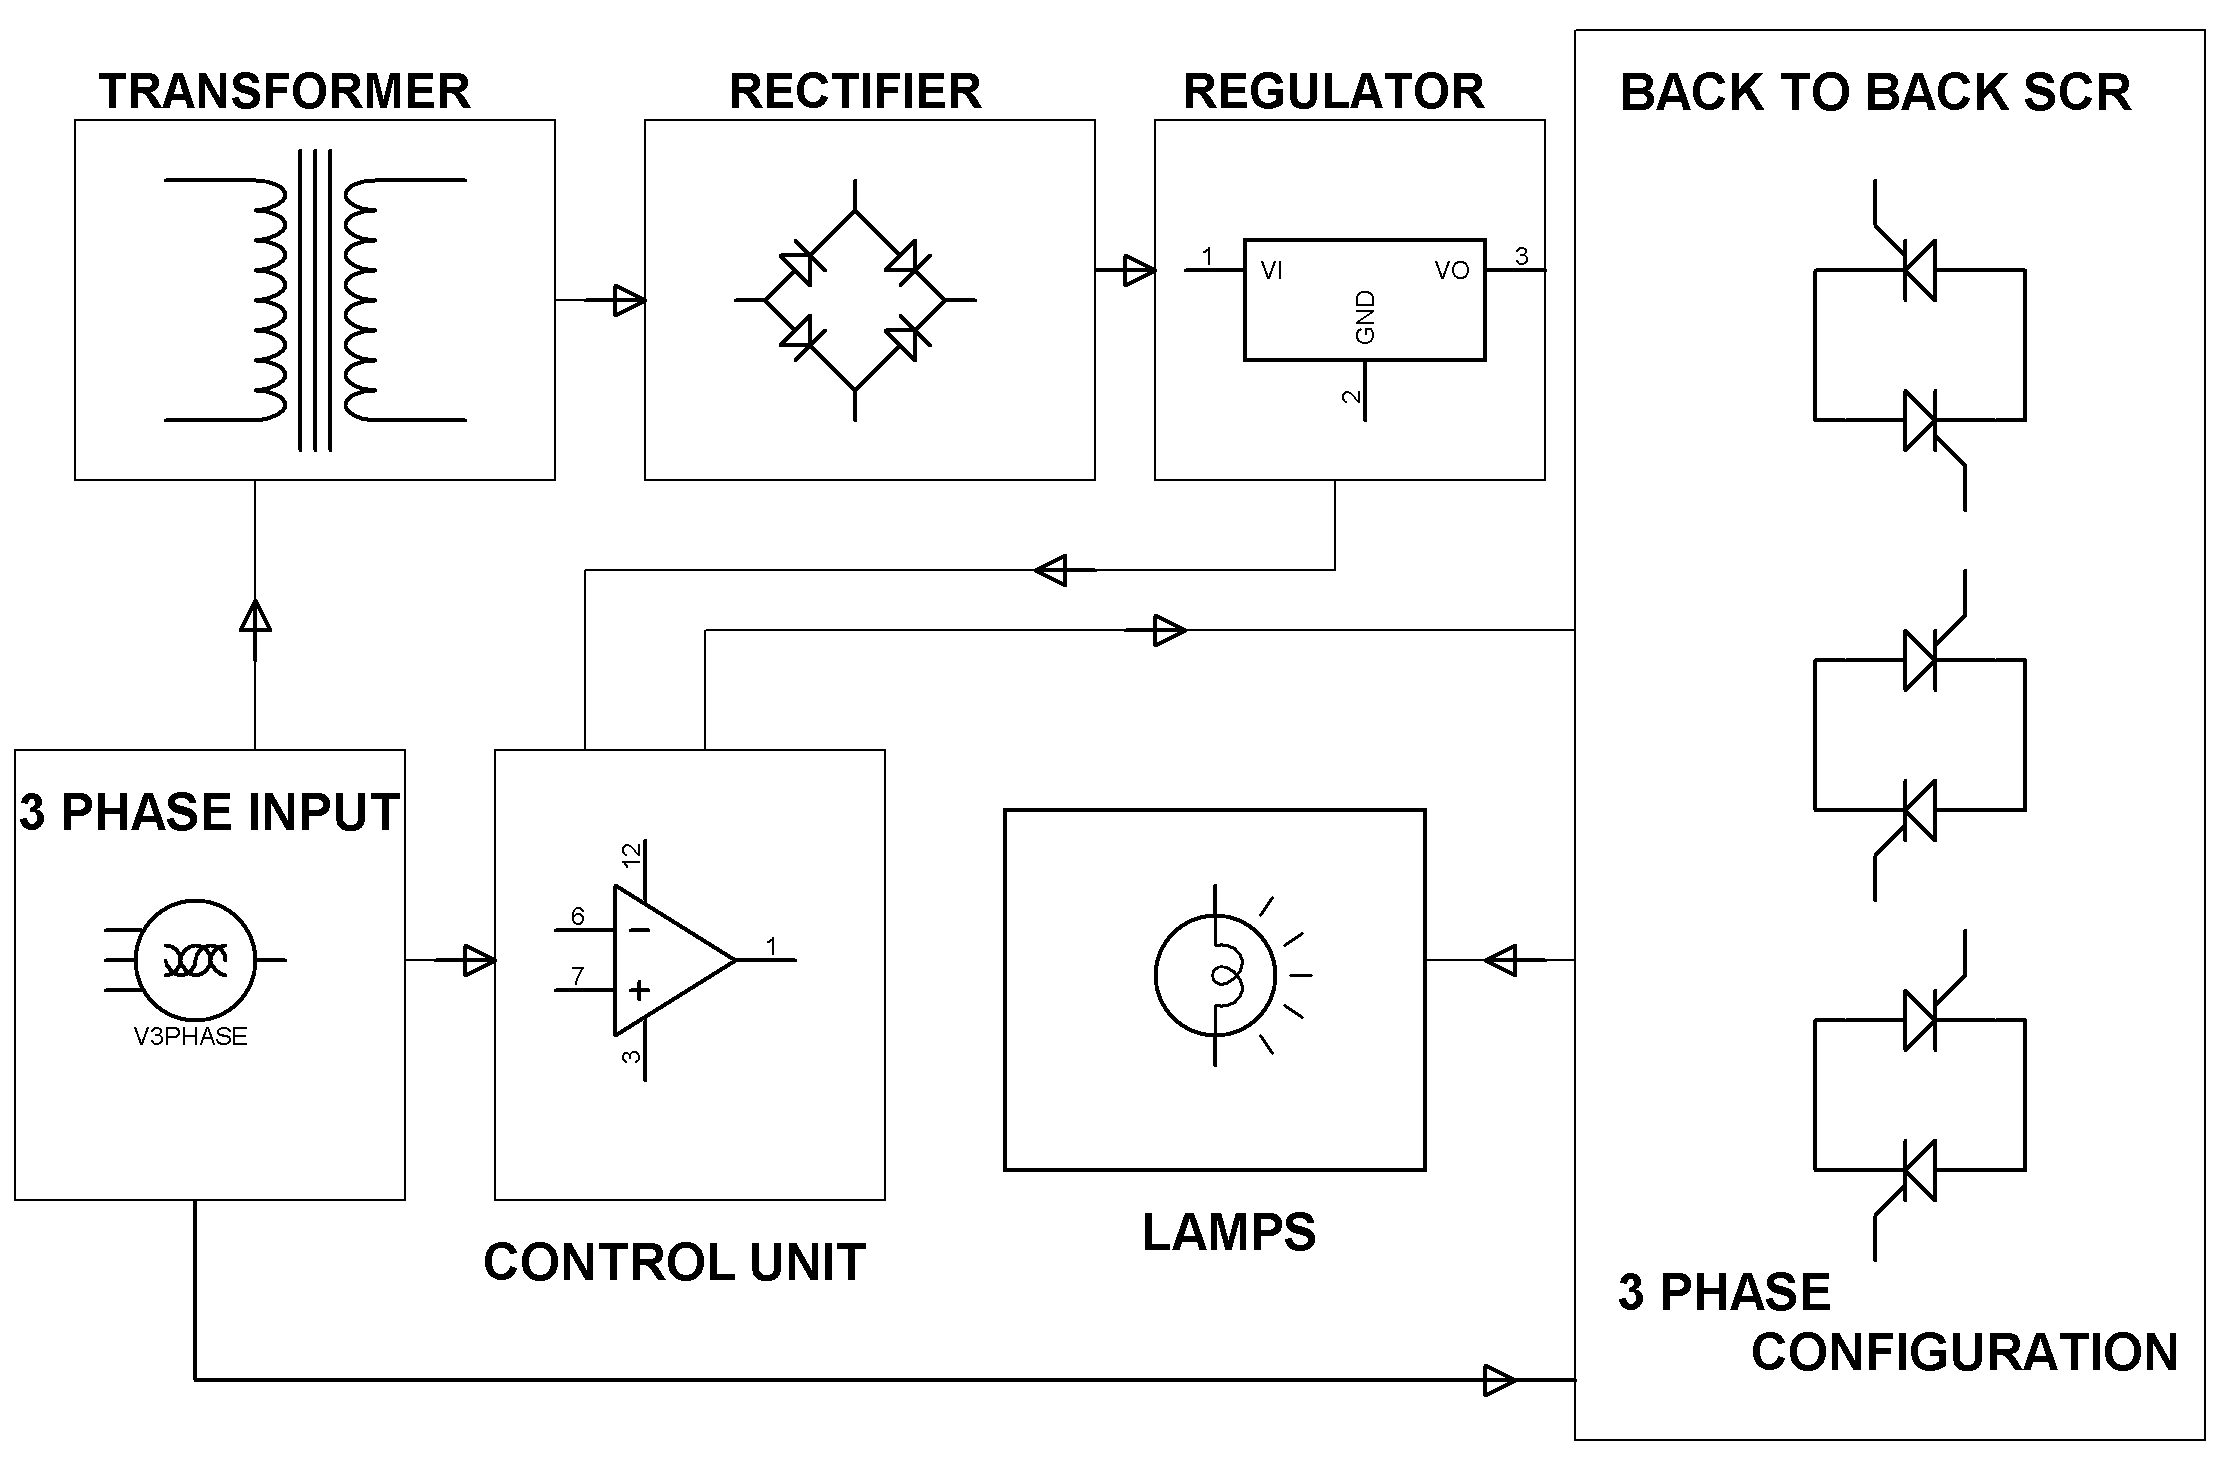 TRANSFORMER
RECTIFIER
REGULATOR
BACK TO BACK SCR
1
VI
VO
3
GND
2
3 PHASE INPUT
V3PHASE
12
6
7
1
3
CONTROL UNIT
LAMPS
3 PHASE
CONFIGURATION